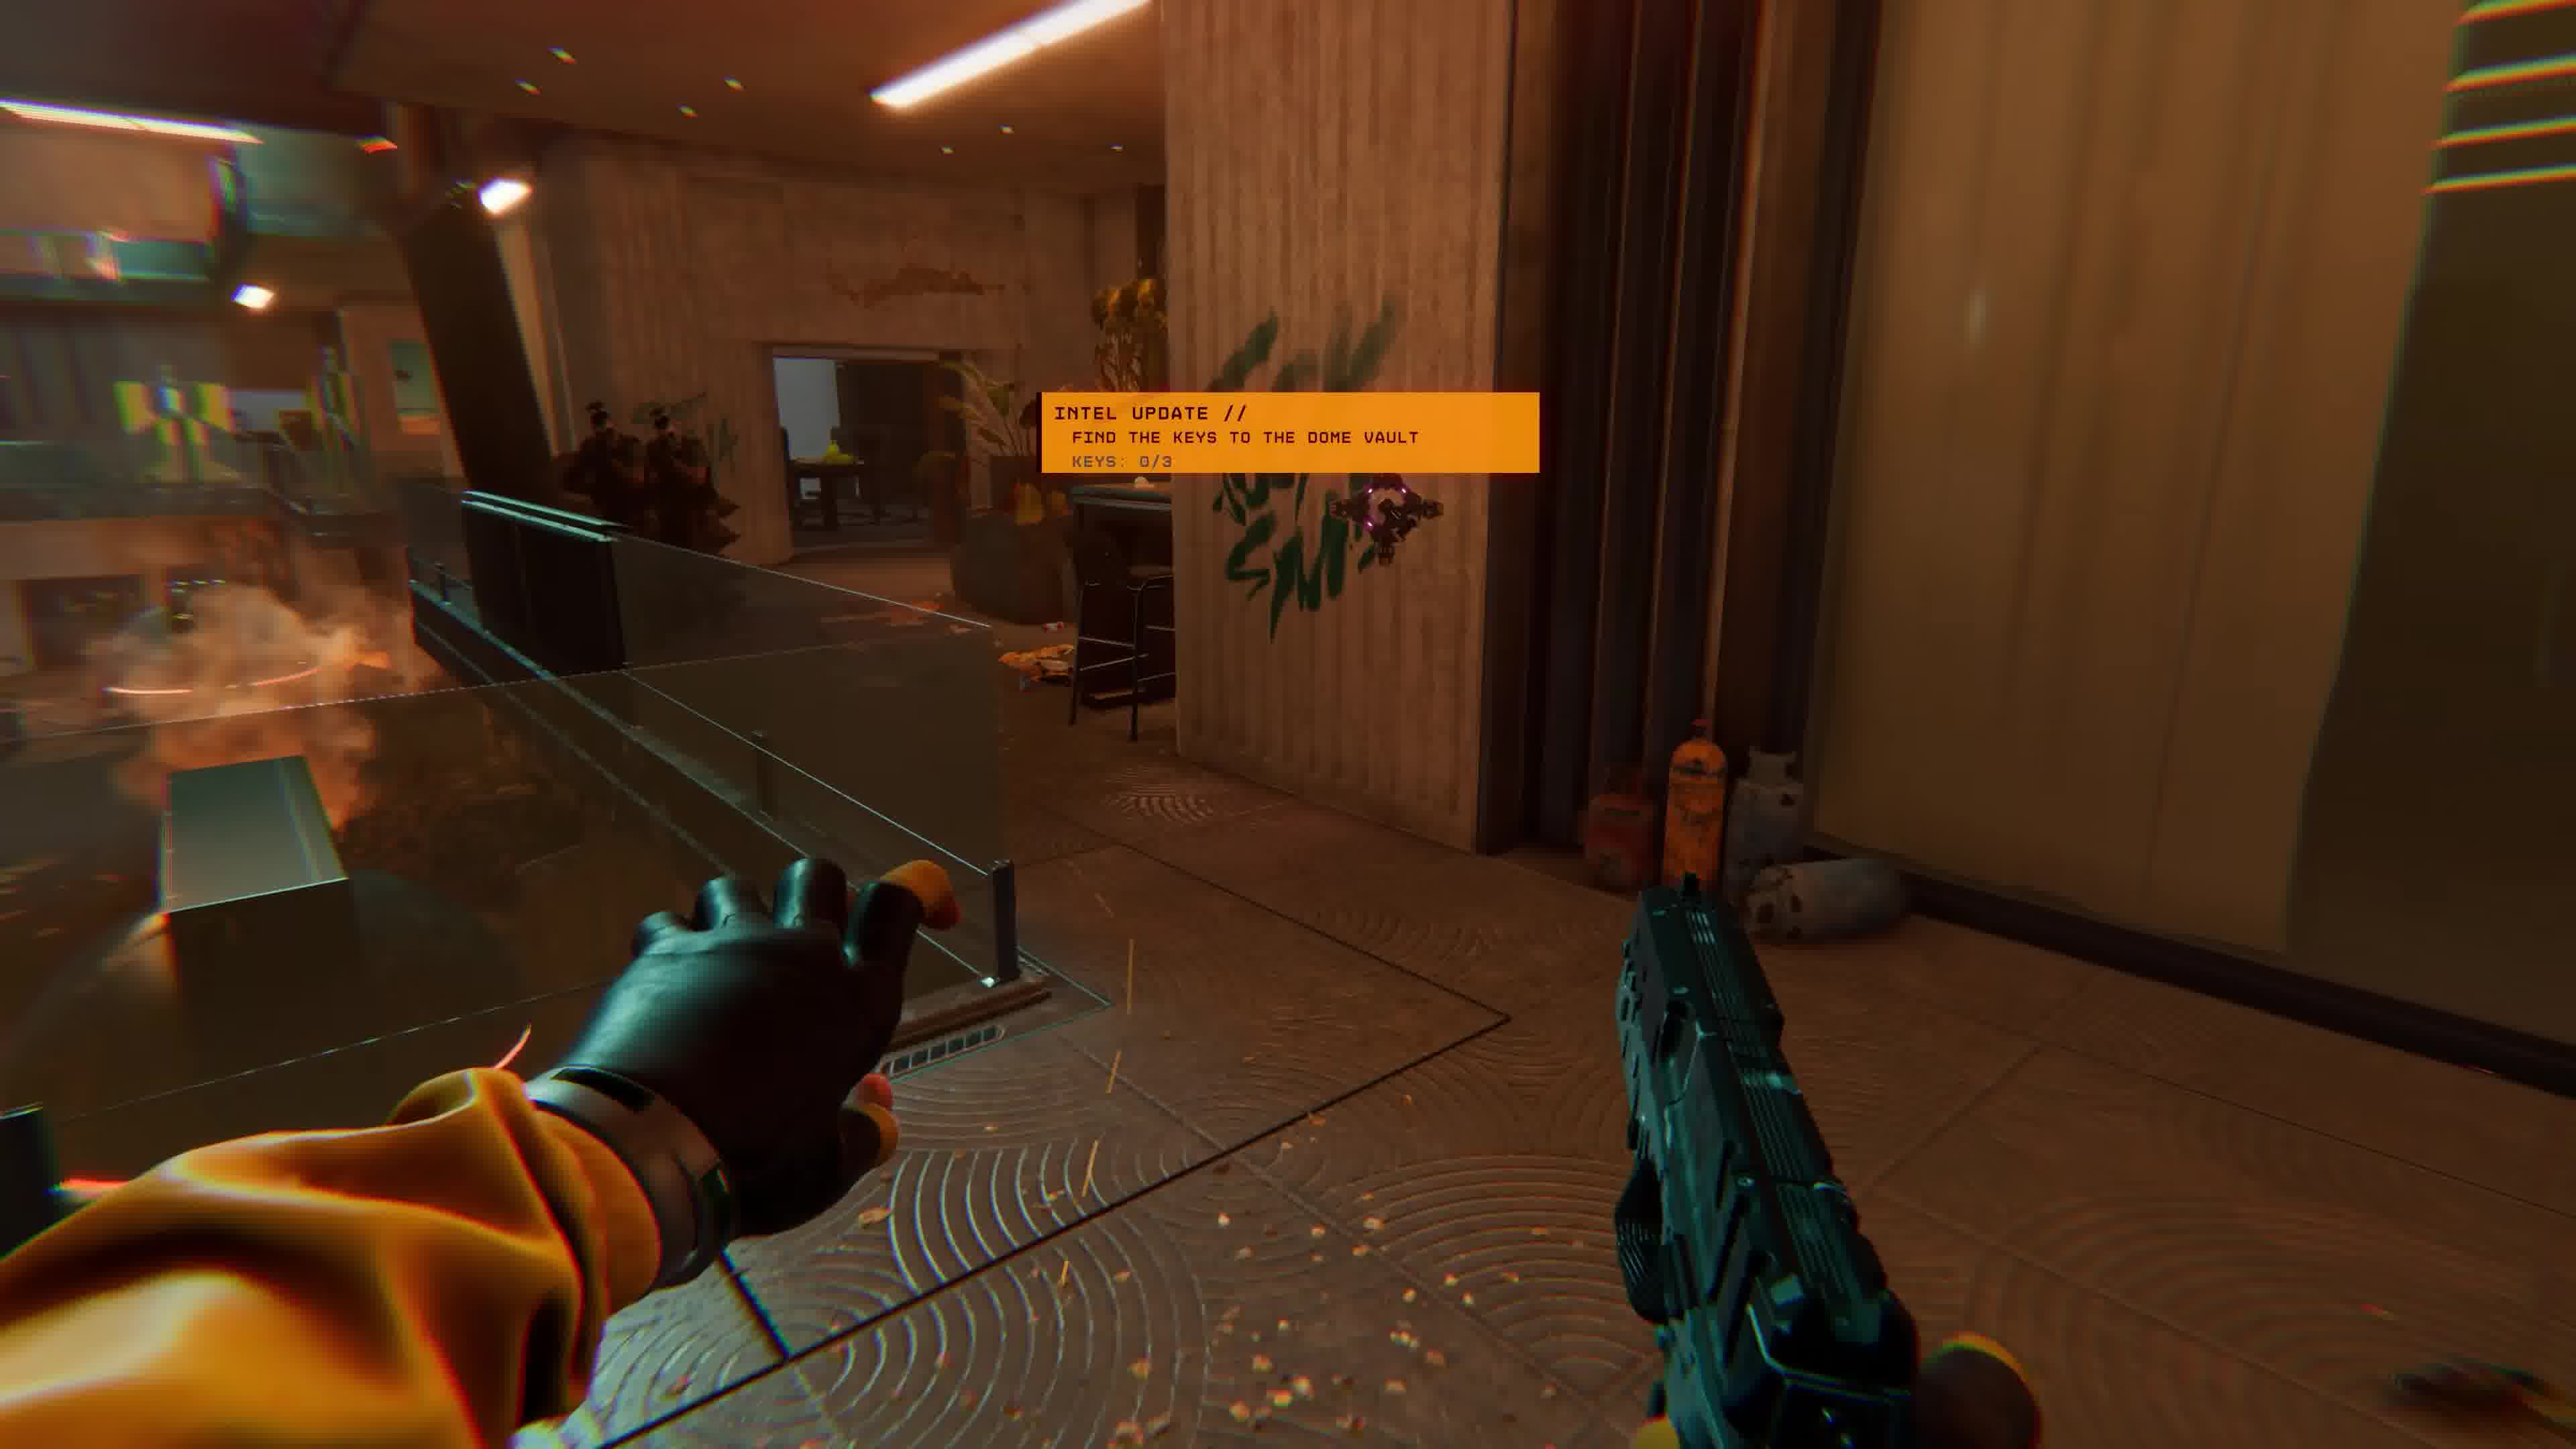 INTEL UPDATE //
FIND THE KEYS TO THE DOME VAULT
KEYS: 0/3